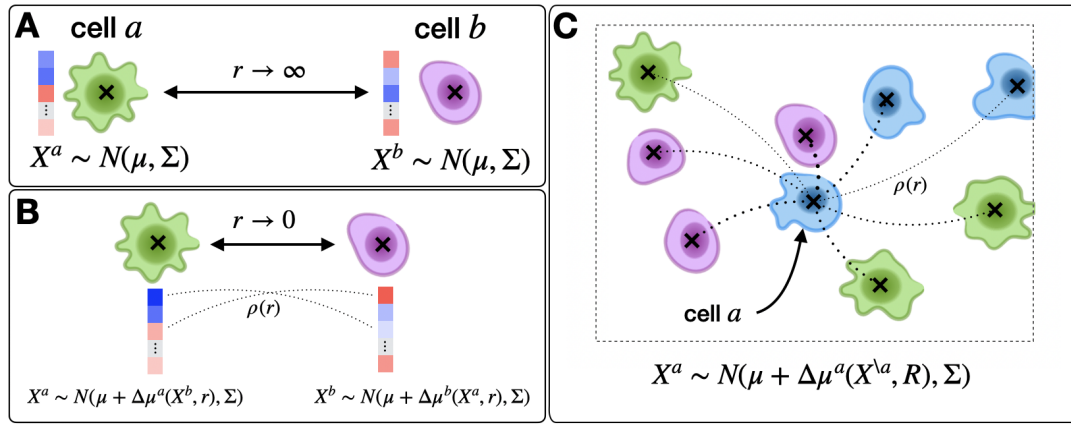 A
cell a
cell b
r → ∞
⋮
⋮
X^a ~ N(μ, Σ)
X^b ~ N(μ, Σ)
B
r → 0
ρ(r)
⋮
⋮
X^a ~ N(μ + Δμ^a(X^b, r), Σ)
X^b ~ N(μ + Δμ^b(X^a, r), Σ)
C
ρ(r)
cell a
X^a ~ N(μ + Δμ^a(X^{\a}, R), Σ)